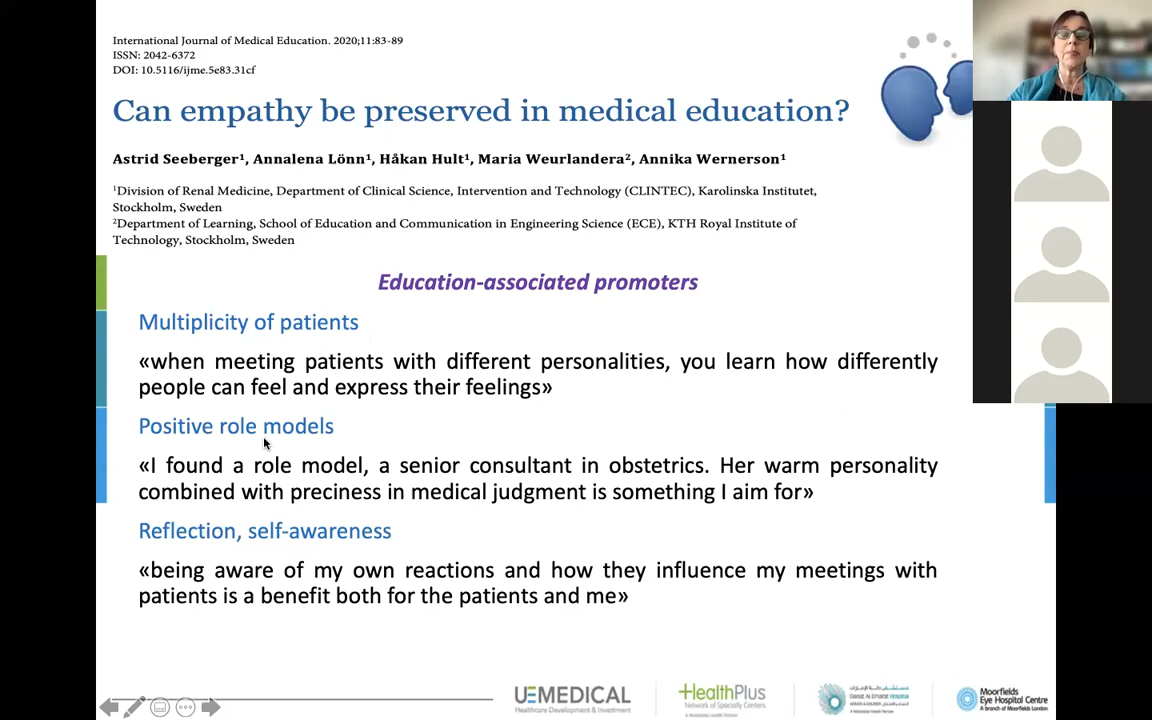 International Journal of Medical Education. 2020;11:83-89
ISSN: 2042-6372
DOI: 10.5116/ijme.5e83.31cf
Can empathy be preserved in medical education?
Astrid Seeberger¹, Annalena Lönn¹, Håkan Hult¹, Maria Weurlandera², Annika Wernerson¹
¹Division of Renal Medicine, Department of Clinical Science, Intervention and Technology (CLINTEC), Karolinska Institutet,
Stockholm, Sweden
²Department of Learning, School of Education and Communication in Engineering Science (ECE), KTH Royal Institute of
Technology, Stockholm, Sweden
Education-associated promoters
Multiplicity of patients
«when meeting patients with different personalities, you learn how differently
people can feel and express their feelings»
Positive role models
«I found a role model, a senior consultant in obstetrics. Her warm personality
combined with preciness in medical judgment is something I aim for»
Reflection, self-awareness
«being aware of my own reactions and how they influence my meetings with
patients is a benefit both for the patients and me»
UEMEDICAL
Healthcare Development & Investment
HealthPlus
Network of Specialty Centers
Danat Al Emarat Hospital
Moorfields
Eye Hospital Centre
A branch of Moorfields London